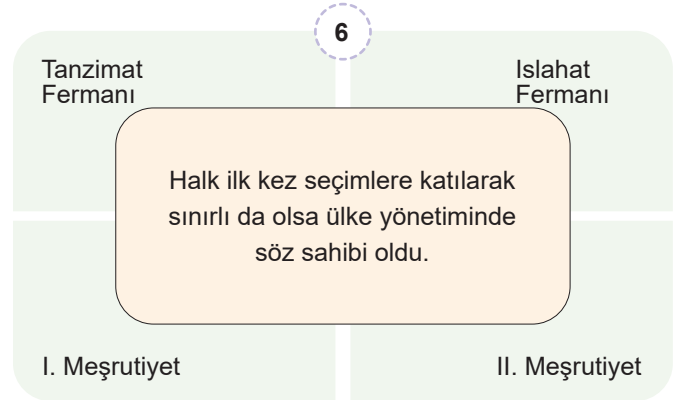 6
Tanzimat
Fermanı
Islahat
Fermanı
Halk ilk kez seçimlere katılarak
sınırlı da olsa ülke yönetiminde
söz sahibi oldu.
I. Meşrutiyet
II. Meşrutiyet